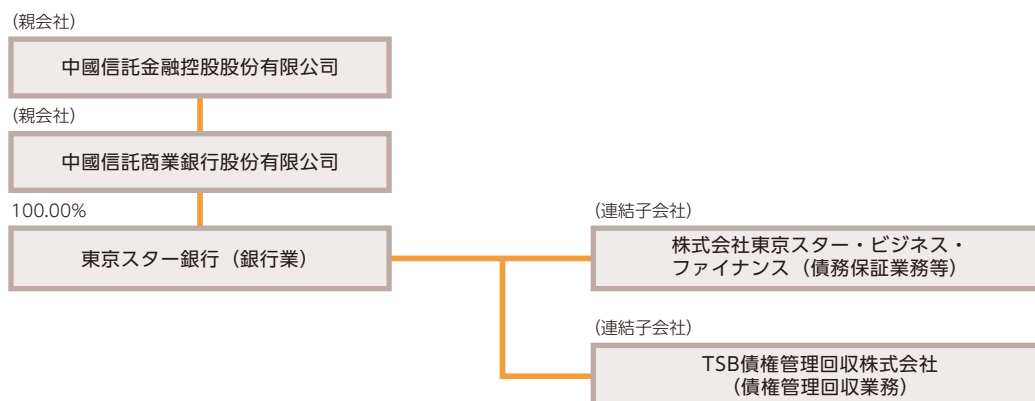 (親会社)
中國信託金融控股股份有限公司
(親会社)
中國信託商業銀行股份有限公司
100.00%
東京スター銀行（銀行業）
(連結子会社)
株式会社東京スター・ビジネス・
ファイナンス（債務保証業務等）
(連結子会社)
TSB債権管理回収株式会社
（債権管理回収業務）